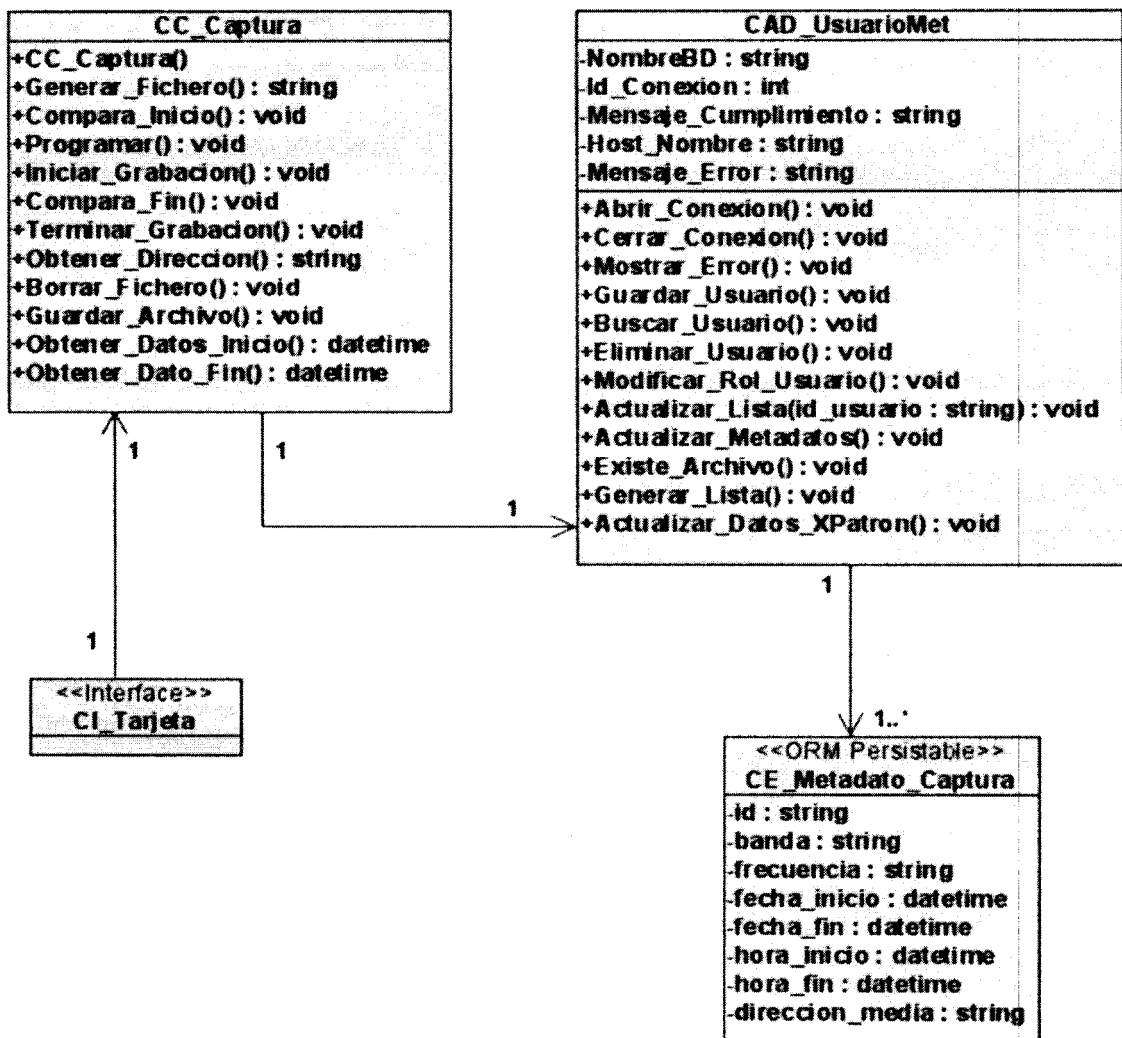 CC_Captura
+CC_Captura()
+Generar_Fichero() : string
+Compara_Inicio() : void
+Programar() : void
+Iniciar_Grabacion() : void
+Compara_Fin() : void
+Terminar_Grabacion() : void
+Obtener_Direccion() : string
+Borrar_Fichero() : void
+Guardar_Archivo() : void
+Obtener_Datos_Inicio() : datetime
+Obtener_Dato_Fin() : datetime
CAD_UsuarioMet
-NombreBD : string
-Id_Conexion : int
-Mensaje_Cumplimiento : string
-Host_Nombre : string
-Mensaje_Error : string
+Abrir_Conexion() : void
+Cerrar_Conexion() : void
+Mostrar_Error() : void
+Guardar_Usuario() : void
+Buscar_Usuario() : void
+Eliminar_Usuario() : void
+Modificar_Rol_Usuario() : void
+Actualizar_Lista(id_usuario : string) : void
+Actualizar_Metadatos() : void
+Existe_Archivo() : void
+Generar_Lista() : void
+Actualizar_Datos_XPatron() : void
1
1
1
1
1
1..*
<<Interface>>
CI_Tarjeta
<<ORM Persistable>>
CE_Metadato_Captura
-id : string
-banda : string
-frecuencia : string
-fecha_inicio : datetime
-fecha_fin : datetime
-hora_inicio : datetime
-hora_fin : datetime
-direccion_media : string